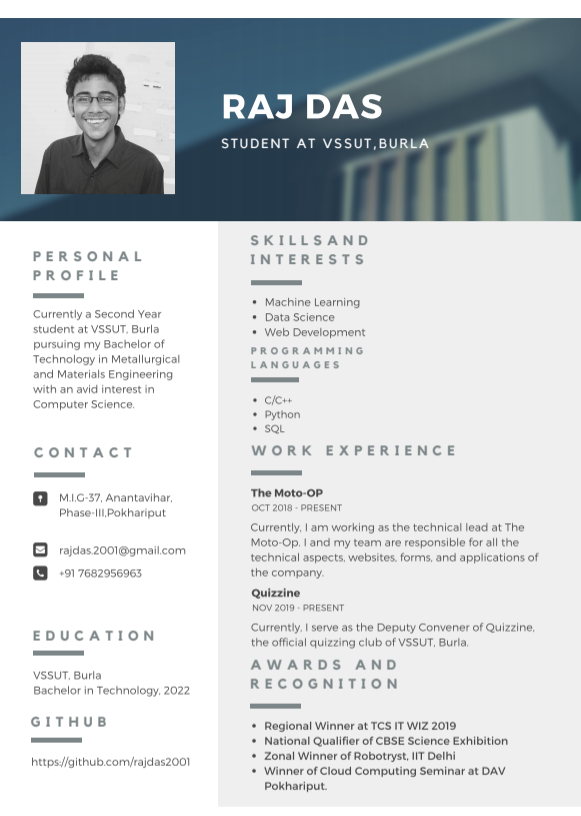 RAJ DAS
STUDENT AT VSSUT,BURLA
PERSONAL
PROFILE
Currently a Second Year
student at VSSUT, Burla
pursuing my Bachelor of
Technology in Metallurgical
and Materials Engineering
with an avid interest in
Computer Science.
CONTACT
M.I.G-37, Anantavihar,
Phase-III,Pokhariput
rajdas.2001@gmail.com
+91 7682956963
EDUCATION
VSSUT, Burla
Bachelor in Technology, 2022
GITHUB
https://github.com/rajdas2001
SKILLSAND
INTERESTS
• Machine Learning
• Data Science
• Web Development
PROGRAMMING
LANGUAGES
• C/C++
• Python
• SQL
WORK EXPERIENCE
The Moto-OP
OCT 2018 - PRESENT
Currently, I am working as the technical lead at The
Moto-Op. I and my team are responsible for all the
technical aspects, websites, forms, and applications of
the company.
Quizzine
NOV 2019 - PRESENT
Currently, I serve as the Deputy Convener of Quizzine,
the official quizzing club of VSSUT, Burla.
AWARDS AND
RECOGNITION
• Regional Winner at TCS IT WIZ 2019
• National Qualifier of CBSE Science Exhibition
• Zonal Winner of Robotryst, IIT Delhi
• Winner of Cloud Computing Seminar at DAV
Pokhariput.